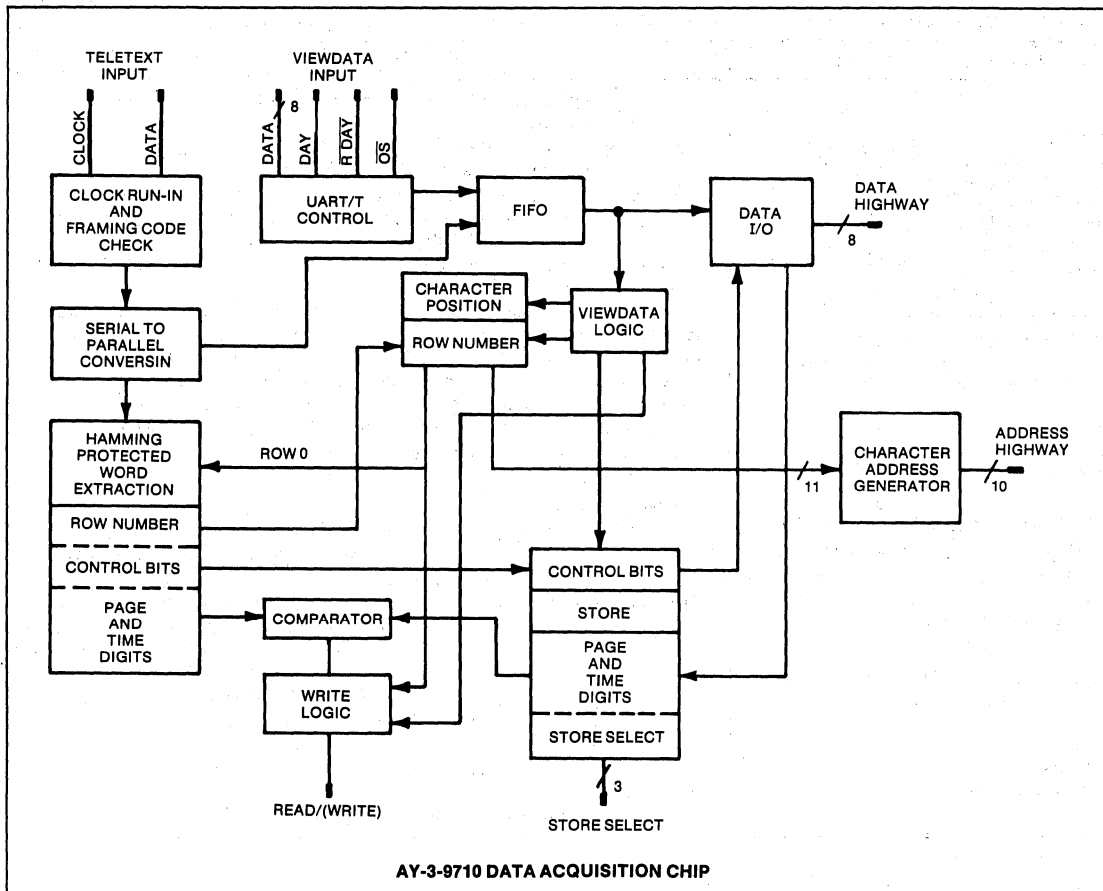 TELETEXT
INPUT
VIEWDATA
INPUT
CLOCK
DATA
DATA
8
DAY
R DAY
OS
CLOCK RUN-IN
AND
FRAMING CODE
CHECK
UART/T
CONTROL
FIFO
DATA
I/O
DATA
HIGHWAY
8
SERIAL TO
PARALLEL
CONVERSIN
CHARACTER
POSITION
ROW NUMBER
VIEWDATA
LOGIC
HAMMING
PROTECTED
WORD
EXTRACTION
ROW 0
ROW NUMBER
CONTROL BITS
PAGE
AND
TIME
DIGITS
11
CHARACTER
ADDRESS
GENERATOR
ADDRESS
HIGHWAY
10
COMPARATOR
WRITE
LOGIC
READ/(WRITE)
CONTROL BITS
STORE
PAGE
AND
TIME
DIGITS
STORE SELECT
3
STORE SELECT
AY-3-9710 DATA ACQUISITION CHIP